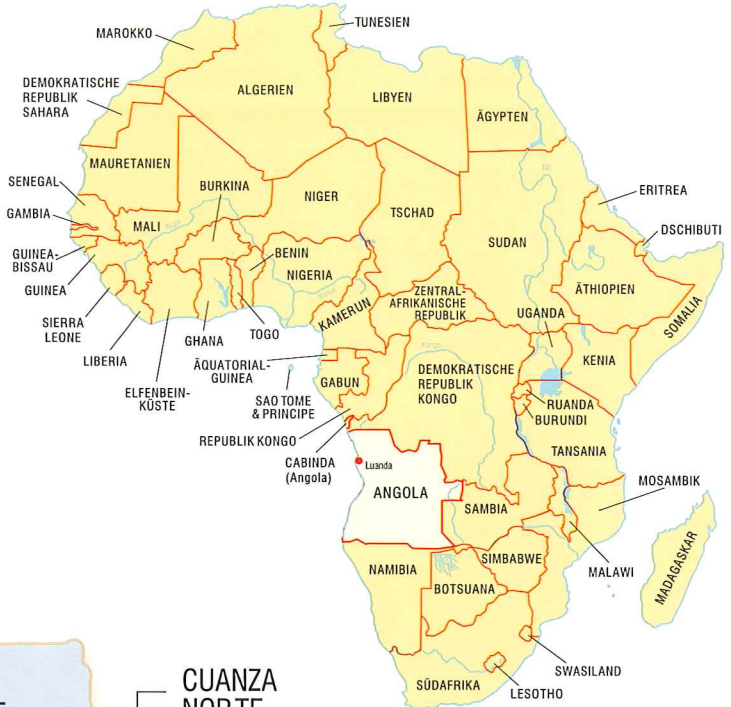 TUNESIEN
MAROKKO
DEMOKRATISCHE
REPUBLIK
SAHARA
ALGERIEN
LIBYEN
ÄGYPTEN
MAURETANIEN
SENEGAL
BURKINA
NIGER
ERITREA
GAMBIA
MALI
TSCHAD
DSCHIBUTI
SUDAN
GUINEA-
BISSAU
BENIN
NIGERIA
GUINEA
ÄTHIOPIEN
ZENTRAL-
AFRIKANISCHE
REPUBLIK
KAMERUN
UGANDA
SOMALIA
SIERRA
LEONE
TOGO
GHANA
LIBERIA
KENIA
ÄQUATORIAL-
GUINEA
DEMOKRATISCHE
REPUBLIK
KONGO
GABUN
ELFENBEIN-
KÜSTE
SAO TOME
& PRINCIPE
RUANDA
BURUNDI
REPUBLIK KONGO
TANSANIA
CABINDA
(Angola)
Luanda
MOSAMBIK
ANGOLA
SAMBIA
SIMBABWE
MALAWI
NAMIBIA
BOTSUANA
MADAGASKAR
SWASILAND
SÜDAFRIKA
LESOTHO
CUANZA
NORTE